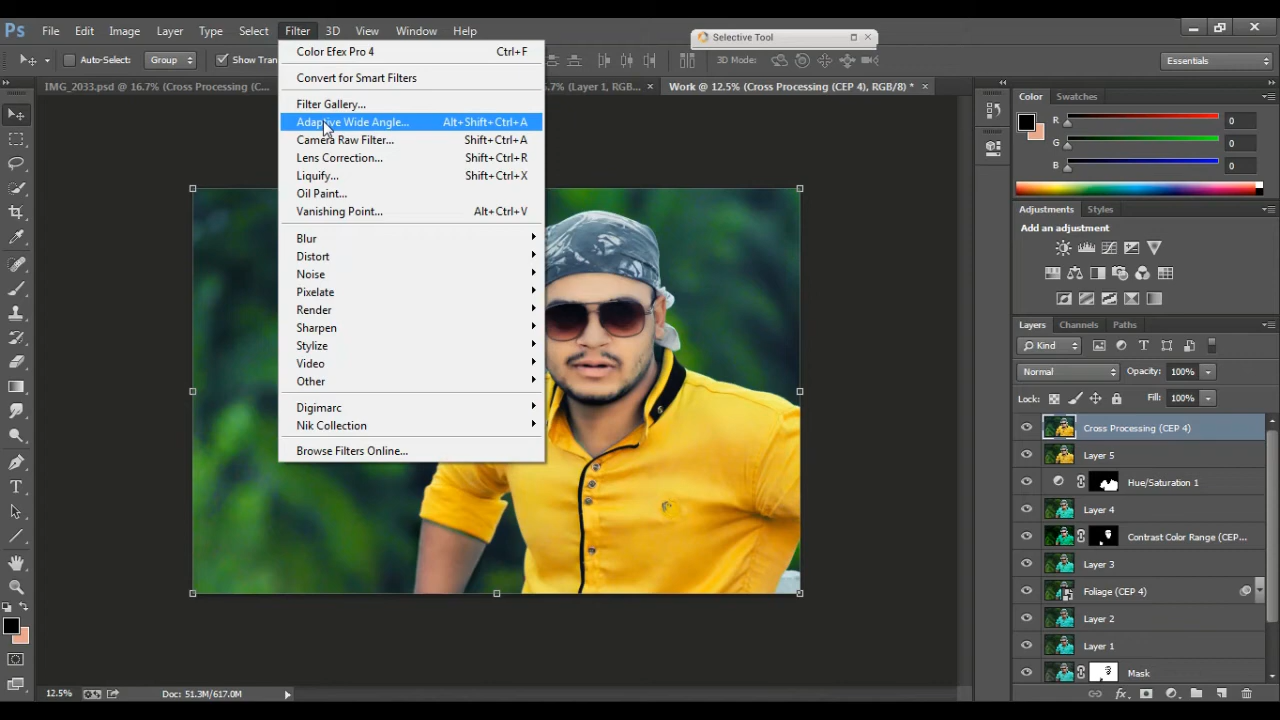 Ps File Edit Image Layer Type Select Filter 3D View Window Help
Selective Tool
Auto-Select: Group Show Tran 3D Mode: Essentials
IMG_2033.psd @ 16.7% (Cross Processing (C... .7% (Layer 1, RGB... Work @ 12.5% (Cross Processing (CEP 4), RGB/8) *
Color Efex Pro 4 Ctrl+F
Convert for Smart Filters
Filter Gallery...
Adaptive Wide Angle... Alt+Shift+Ctrl+A
Camera Raw Filter... Shift+Ctrl+A
Lens Correction... Shift+Ctrl+R
Liquify... Shift+Ctrl+X
Oil Paint...
Vanishing Point... Alt+Ctrl+V
Blur
Distort
Noise
Pixelate
Render
Sharpen
Stylize
Video
Other
Digimarc
Nik Collection
Browse Filters Online...
Color Swatches
R 0
G 0
B 0
Adjustments Styles
Add an adjustment
Layers Channels Paths
Kind
Normal Opacity: 100%
Lock: Fill: 100%
Cross Processing (CEP 4)
Layer 5
Hue/Saturation 1
Layer 4
Contrast Color Range (CEP...
Layer 3
Foliage (CEP 4)
Layer 2
Layer 1
Mask
12.5% Doc: 51.3M/617.0M